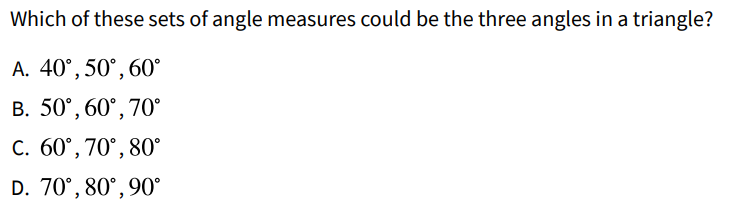 Which of these sets of angle measures could be the three angles in a triangle?
A. 40°, 50°, 60°
B. 50°, 60°, 70°
C. 60°, 70°, 80°
D. 70°, 80°, 90°